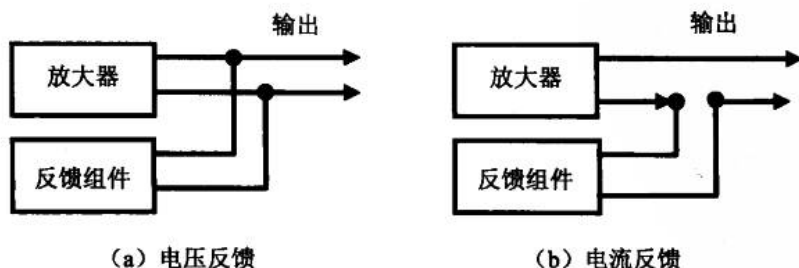 输出
放大器
反馈组件
（a）电压反馈
输出
放大器
反馈组件
（b）电流反馈